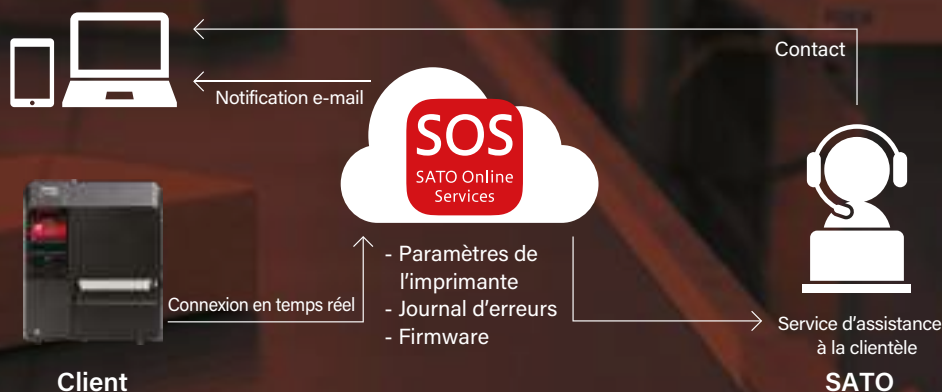 Contact
Notification e-mail
SOS
SATO Online
Services
- Paramètres de
l'imprimante
- Journal d'erreurs
- Firmware
Connexion en temps réel
Service d'assistance
à la clientèle
Client
SATO